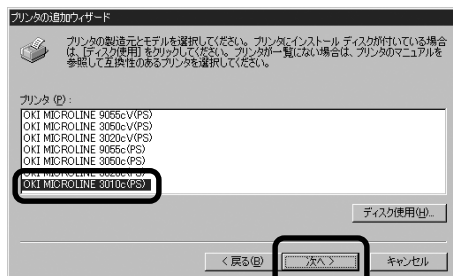 プリンタの追加ウィザード
プリンタの製造元とモデルを選択してください。プリンタにインストール ディスクが付いている場合
は、[ディスク使用] をクリックしてください。プリンタが一覧にない場合は、プリンタのマニュアルを
参照して互換性のあるプリンタを選択してください。
プリンタ (P) :
OKI MICROLINE 9055cV(PS)
OKI MICROLINE 3050cV(PS)
OKI MICROLINE 3020cV(PS)
OKI MICROLINE 9055c(PS)
OKI MICROLINE 3050c(PS)
OKI MICROLINE 3020c(PS)
OKI MICROLINE 3010c(PS)
ディスク使用(H)...
< 戻る(B)
次へ >
キャンセル